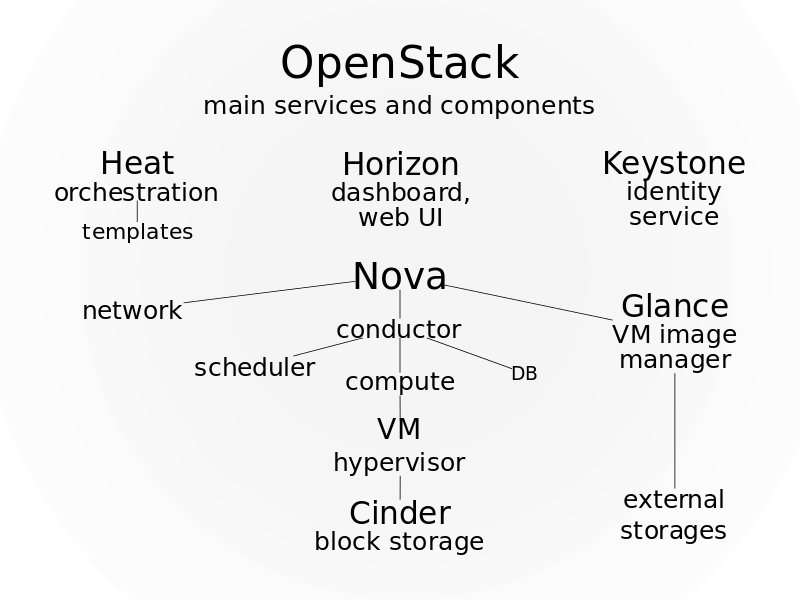 OpenStack
main services and components
Heat
orchestration
templates
Horizon
dashboard,
web UI
Keystone
identity
service
Nova
network
conductor
scheduler
compute
DB
VM
hypervisor
Cinder
block storage
Glance
VM image
manager
external
storages